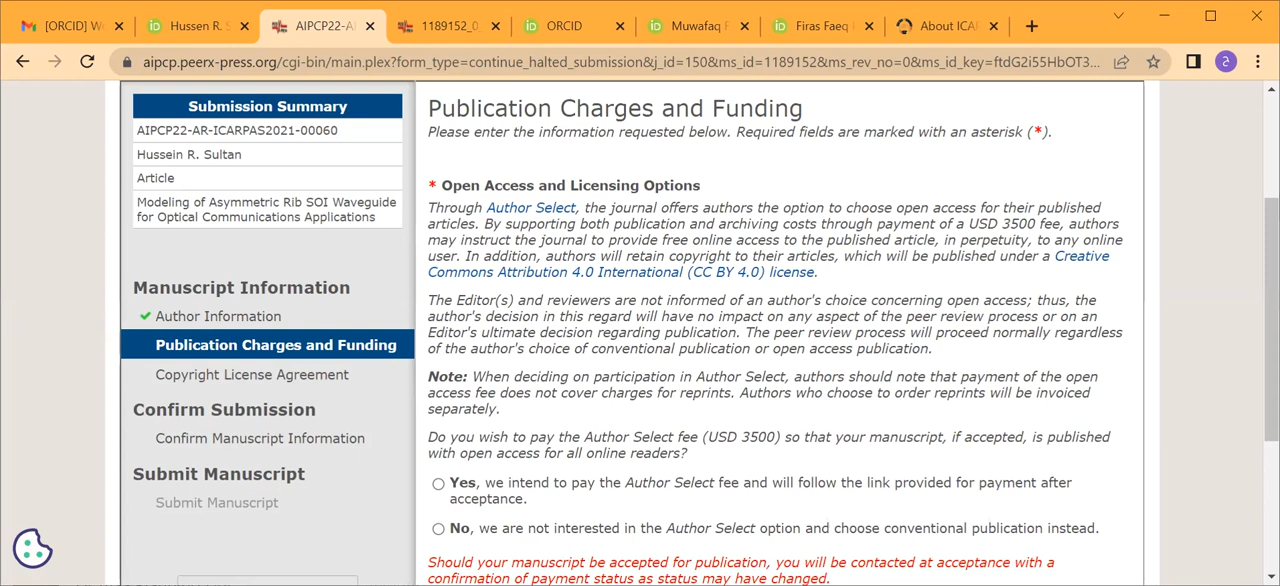 [ORCID] W
Hussen R. S
AIPCP22-A
1189152_0
ORCID
Muwafaq F
Firas Faeq
About ICA
aipcp.peerx-press.org/cgi-bin/main.plex?form_type=continue_halted_submission&j_id=150&ms_id=1189152&ms_rev_no=0&ms_id_key=ftdG2i55HbOT3...
2
Submission Summary
AIPCP22-AR-ICARPAS2021-00060
Hussein R. Sultan
Article
Modeling of Asymmetric Rib SOI Waveguide
for Optical Communications Applications
Manuscript Information
Author Information
Publication Charges and Funding
Copyright License Agreement
Confirm Submission
Confirm Manuscript Information
Submit Manuscript
Submit Manuscript
Publication Charges and Funding
Please enter the information requested below. Required fields are marked with an asterisk (*).
* Open Access and Licensing Options
Through Author Select, the journal offers authors the option to choose open access for their published
articles. By supporting both publication and archiving costs through payment of a USD 3500 fee, authors
may instruct the journal to provide free online access to the published article, in perpetuity, to any online
user. In addition, authors will retain copyright to their articles, which will be published under a Creative
Commons Attribution 4.0 International (CC BY 4.0) license.
The Editor(s) and reviewers are not informed of an author's choice concerning open access; thus, the
author's decision in this regard will have no impact on any aspect of the peer review process or on an
Editor's ultimate decision regarding publication. The peer review process will proceed normally regardless
of the author's choice of conventional publication or open access publication.
Note: When deciding on participation in Author Select, authors should note that payment of the open
access fee does not cover charges for reprints. Authors who choose to order reprints will be invoiced
separately.
Do you wish to pay the Author Select fee (USD 3500) so that your manuscript, if accepted, is published
with open access for all online readers?
Yes, we intend to pay the Author Select fee and will follow the link provided for payment after
acceptance.
No, we are not interested in the Author Select option and choose conventional publication instead.
Should your manuscript be accepted for publication, you will be contacted at acceptance with a
confirmation of payment status as status may have changed.